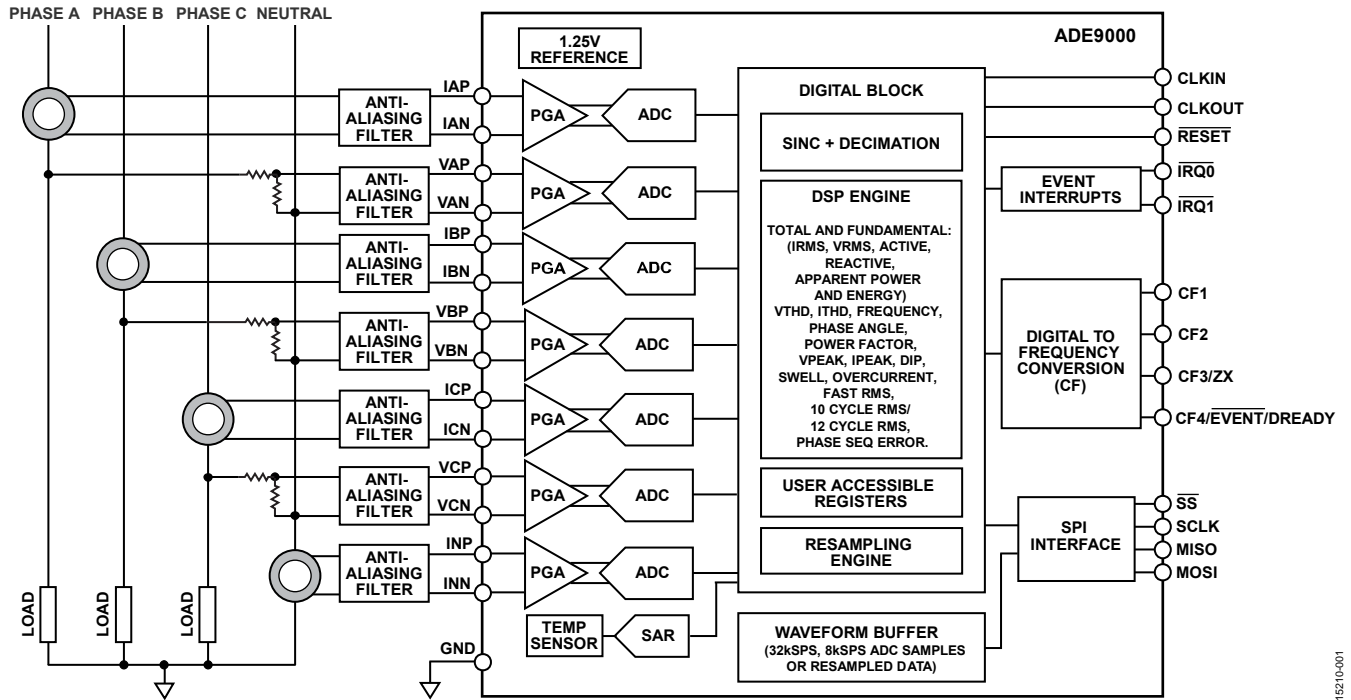 PHASE A PHASE B PHASE C NEUTRAL
ADE9000
1.25V
REFERENCE
ANTI-
ALIASING
FILTER
IAP
IAN
PGA
ADC
ANTI-
ALIASING
FILTER
VAP
VAN
PGA
ADC
ANTI-
ALIASING
FILTER
IBP
IBN
PGA
ADC
ANTI-
ALIASING
FILTER
VBP
VBN
PGA
ADC
ANTI-
ALIASING
FILTER
ICP
ICN
PGA
ADC
ANTI-
ALIASING
FILTER
VCP
VCN
PGA
ADC
ANTI-
ALIASING
FILTER
INP
INN
PGA
ADC
LOAD
LOAD
LOAD
GND
TEMP
SENSOR
SAR
DIGITAL BLOCK
SINC + DECIMATION
DSP ENGINE
TOTAL AND FUNDAMENTAL:
(IRMS, VRMS, ACTIVE,
REACTIVE,
APPARENT POWER
AND ENERGY)
VTHD, ITHD, FREQUENCY,
PHASE ANGLE,
POWER FACTOR,
VPEAK, IPEAK, DIP,
SWELL, OVERCURRENT,
FAST RMS,
10 CYCLE RMS/
12 CYCLE RMS,
PHASE SEQ ERROR.
USER ACCESSIBLE
REGISTERS
RESAMPLING
ENGINE
WAVEFORM BUFFER
(32kSPS, 8kSPS ADC SAMPLES
OR RESAMPLED DATA)
CLKIN
CLKOUT
RESET
EVENT
INTERRUPTS
IRQ0
IRQ1
DIGITAL TO
FREQUENCY
CONVERSION
(CF)
CF1
CF2
CF3/ZX
CF4/EVENT/DREADY
SPI
INTERFACE
SS
SCLK
MISO
MOSI
15210-001